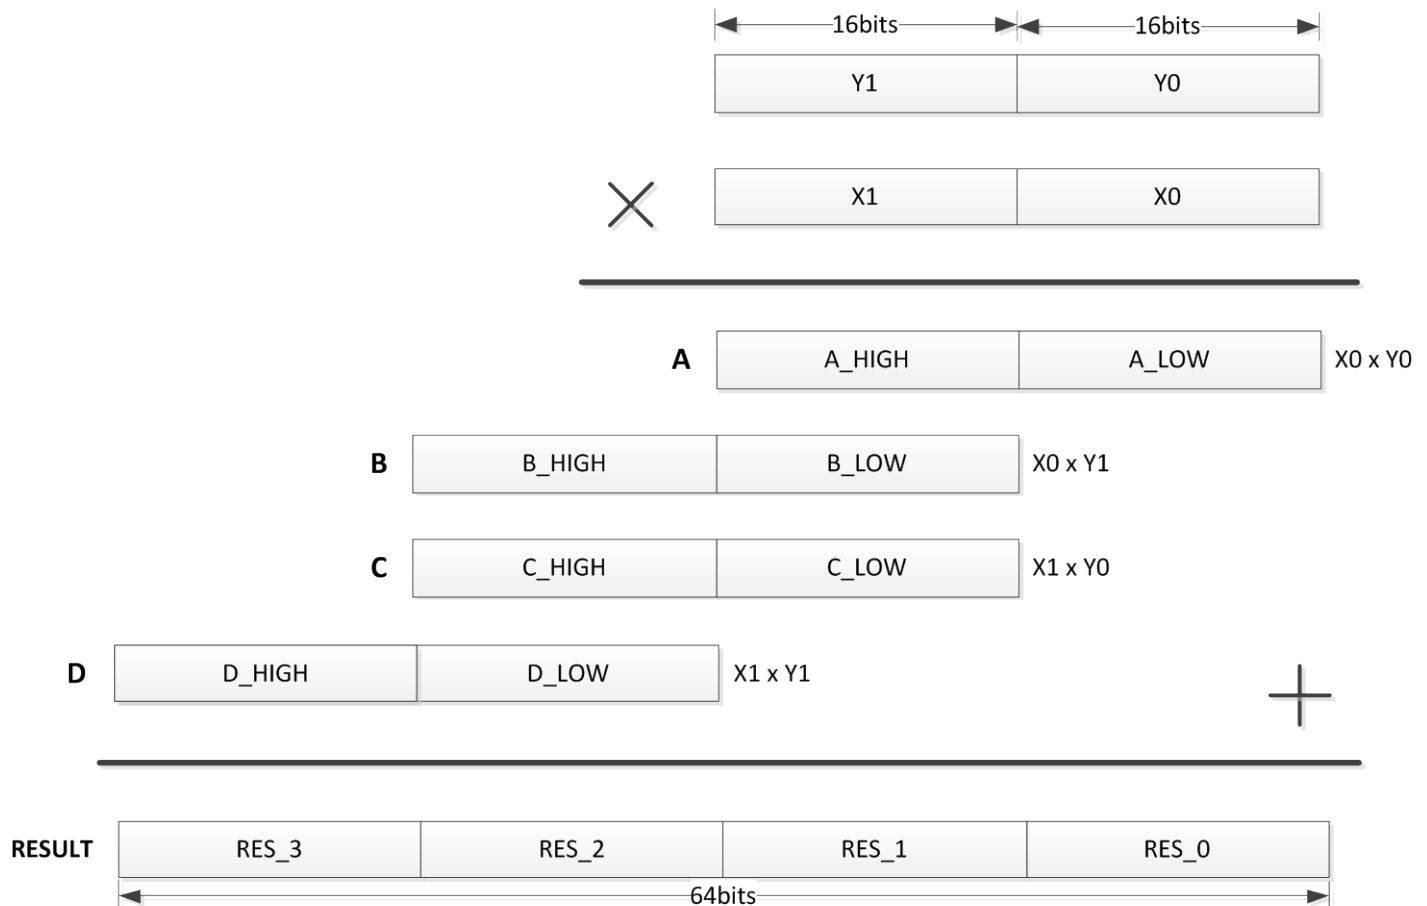 16bits 16bits
Y1 Y0
X1 X0
A A_HIGH A_LOW X0 x Y0
B B_HIGH B_LOW X0 x Y1
C C_HIGH C_LOW X1 x Y0
D D_HIGH D_LOW X1 x Y1
RESULT RES_3 RES_2 RES_1 RES_0
64bits